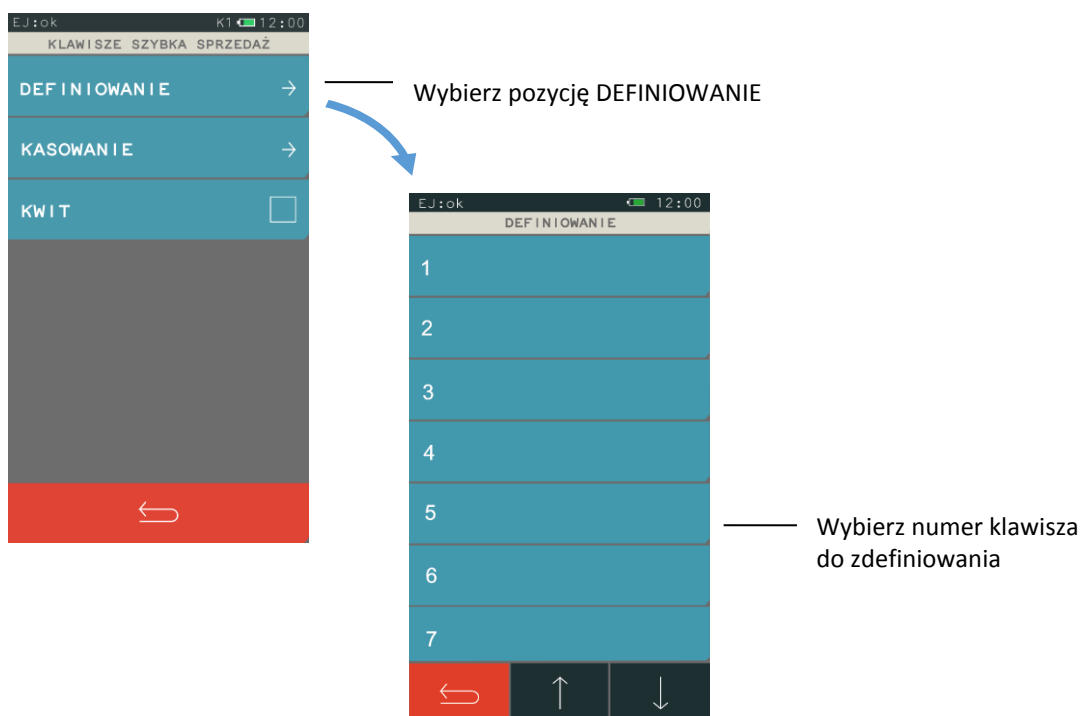 EJ:ok K1 12:00
KLAWISZE SZYBKA SPRZEDAŻ
DEFINIOWANIE →
KASOWANIE →
KWIT
Wybierz pozycję DEFINIOWANIE
EJ:ok 12:00
DEFINIOWANIE
1
2
3
4
5
6
7
↑ ↓
Wybierz numer klawisza
do zdefiniowania